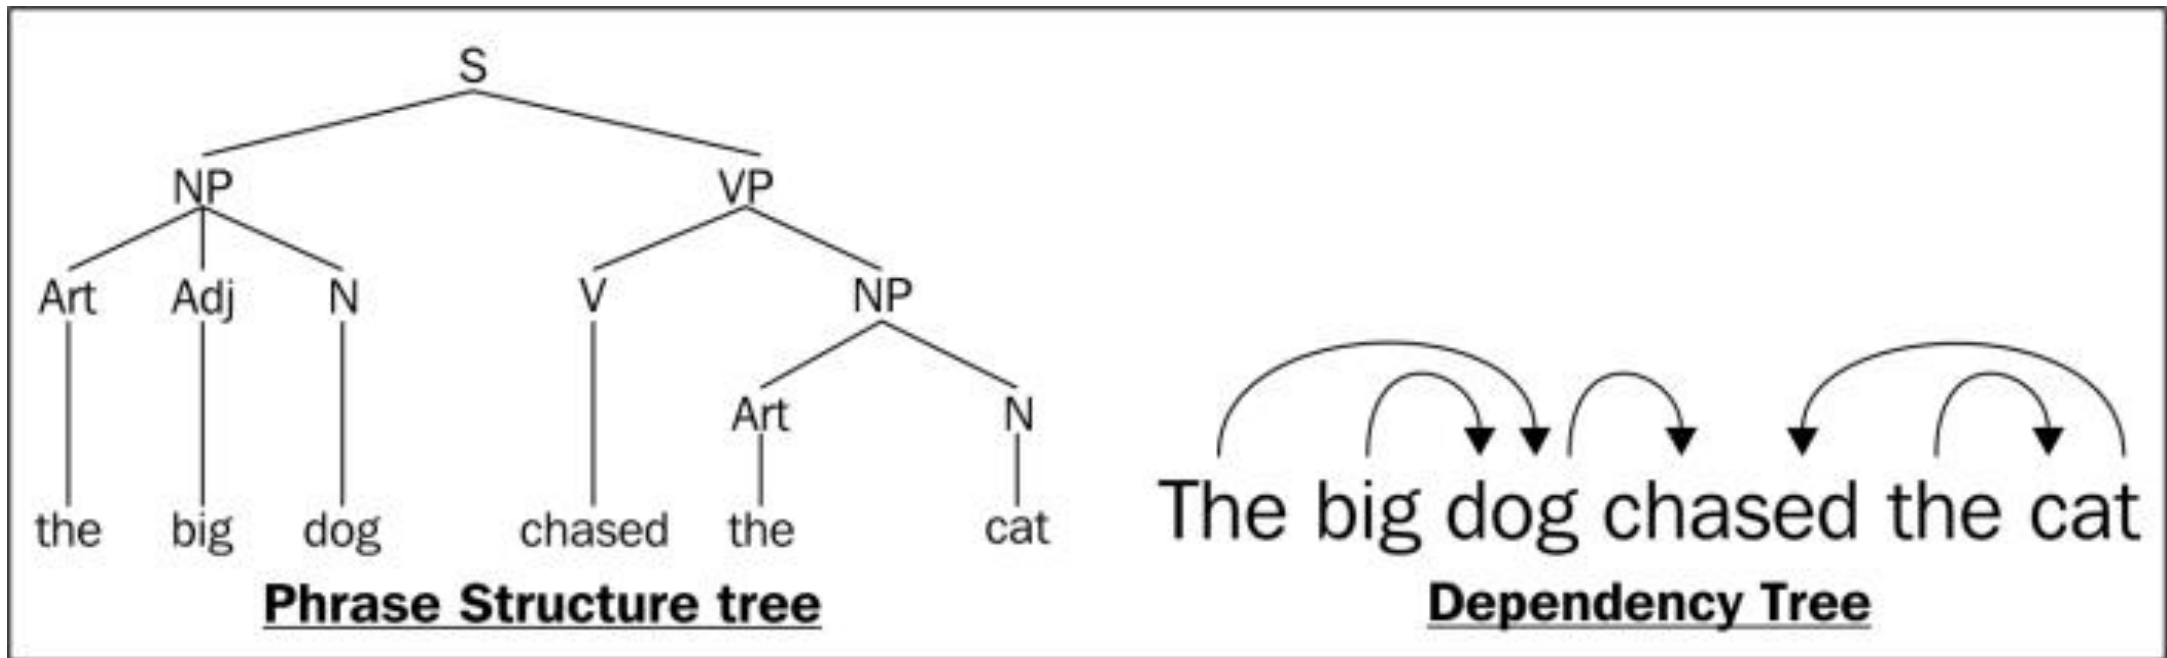 S
NP VP
Art Adj N V NP
Art N
the big dog chased the cat
The big dog chased the cat
Phrase Structure tree
Dependency Tree